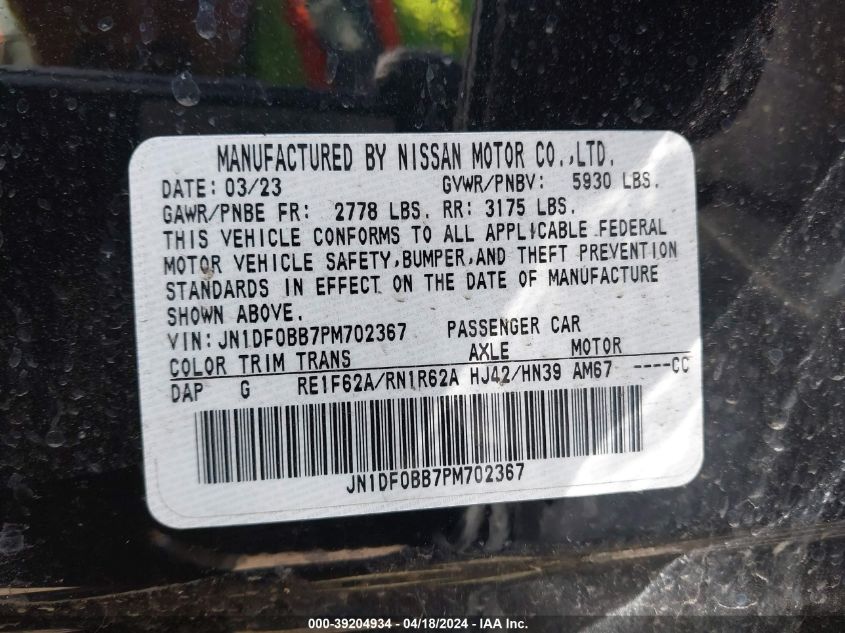 MANUFACTURED BY NISSAN MOTOR CO.,LTD.
DATE: 03/23 GVWR/PNBV: 5930 LBS.
GAWR/PNBE FR: 2778 LBS. RR: 3175 LBS.
THIS VEHICLE CONFORMS TO ALL APPLICABLE FEDERAL
MOTOR VEHICLE SAFETY,BUMPER,AND THEFT PREVENTION
STANDARDS IN EFFECT ON THE DATE OF MANUFACTURE
SHOWN ABOVE.
VIN: JN1DF0BB7PM702367 PASSENGER CAR
COLOR TRIM TRANS AXLE MOTOR
DAP G RE1F62A/RN1R62A HJ42/HN39 AM67 ----CC
JN1DF0BB7PM702367
000-39204934 - 04/18/2024 - IAA Inc.